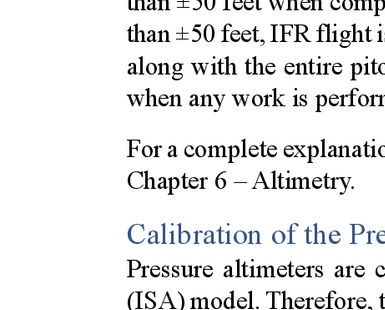 than ±50 feet when comp
than ±50 feet, IFR flight i
along with the entire pito
when any work is perform
For a complete explanatio
Chapter 6 – Altimetry.
Calibration of the Pre
Pressure altimeters are c
(ISA) model. Therefore, t